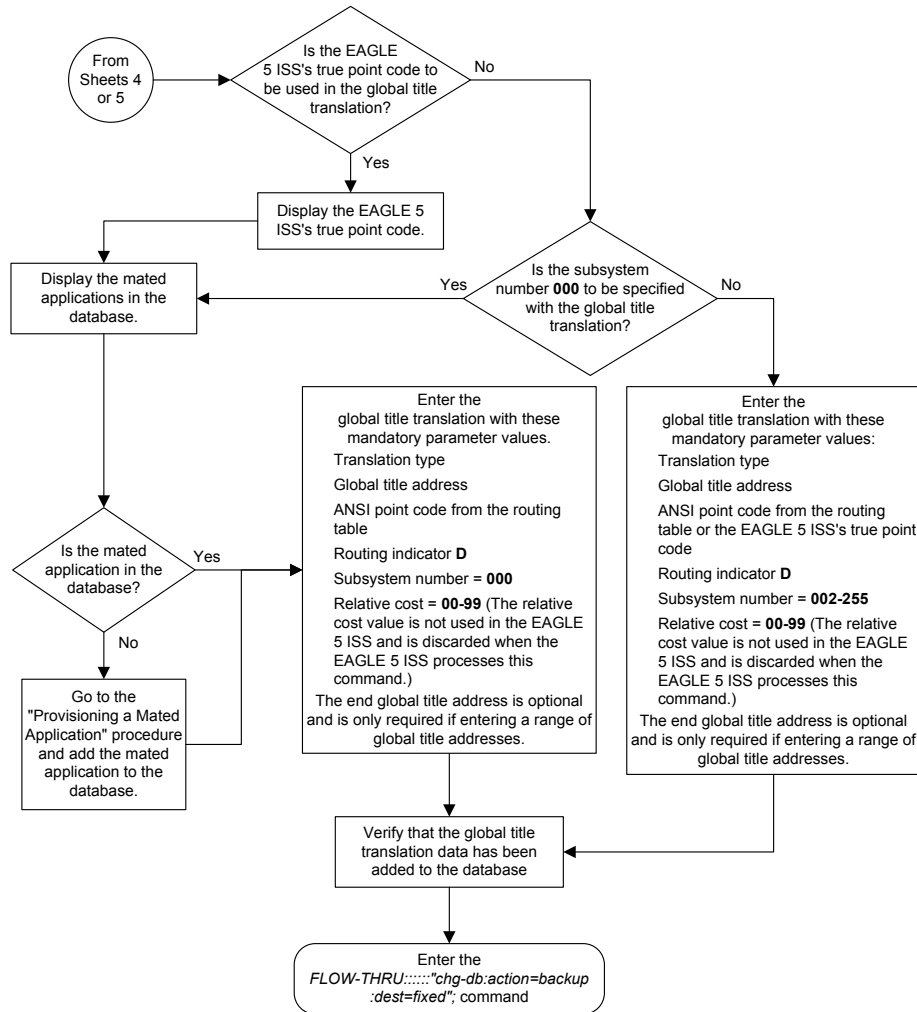 From
Sheets 4
or 5
Is the EAGLE
5 ISS's true point code to
be used in the global title
translation?
No
Yes
Display the EAGLE 5
ISS's true point code.
Display the mated
applications in the
database.
Yes
Is the subsystem
number 000 to be specified
with the global title
translation?
No
Is the mated
application in the
database?
Yes
No
Go to the
"Provisioning a Mated
Application" procedure
and add the mated
application to the
database.
Enter the
global title translation with these
mandatory parameter values.
Translation type
Global title address
ANSI point code from the routing
table
Routing indicator D
Subsystem number = 000
Relative cost = 00-99 (The relative
cost value is not used in the EAGLE
5 ISS and is discarded when the
EAGLE 5 ISS processes this
command.)
The end global title address is optional
and is only required if entering a range of
global title addresses.
Enter the
global title translation with these
mandatory parameter values:
Translation type
Global title address
ANSI point code from the routing
table or the EAGLE 5 ISS's true point
code
Routing indicator D
Subsystem number = 002-255
Relative cost = 00-99 (The relative
cost value is not used in the EAGLE
5 ISS and is discarded when the
EAGLE 5 ISS processes this
command.)
The end global title address is optional
and is only required if entering a range of
global title addresses.
Verify that the global title
translation data has been
added to the database
Enter the
FLOW-THRU::::::"chg-db:action=backup
:dest=fixed"; command